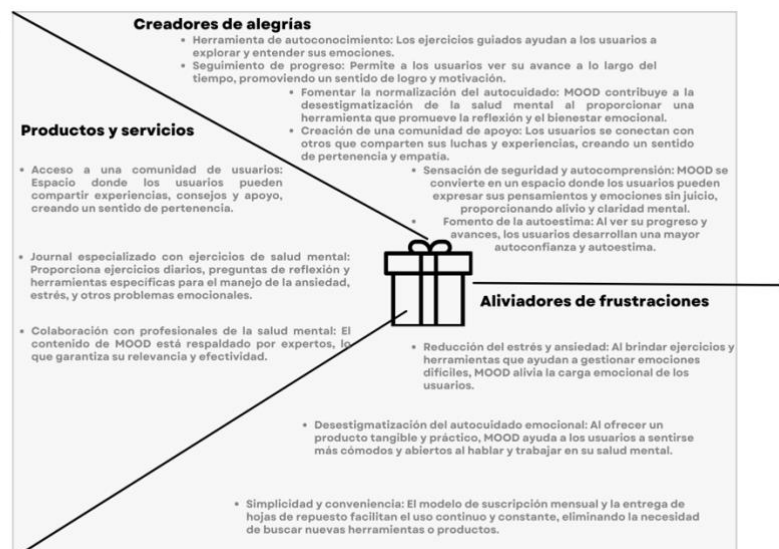 Creadores de alegrías
• Herramienta de autoconocimiento: Los ejercicios guiados ayudan a los usuarios a
explorar y entender sus emociones.
• Seguimiento de progreso: Permite a los usuarios ver su avance a lo largo del
tiempo, promoviendo un sentido de logro y motivación.
• Fomentar la normalización del autocuidado: MOOD contribuye a la
desestigmatización de la salud mental al proporcionar una
herramienta que promueve la reflexión y el bienestar emocional.
• Creación de una comunidad de apoyo: Los usuarios se conectan con
otros que comparten sus luchas y experiencias, creando un sentido
de pertenencia y empatía.
• Sensación de seguridad y autocomprensión: MOOD se
convierte en un espacio donde los usuarios pueden
expresar sus pensamientos y emociones sin juicio,
proporcionando alivio y claridad mental.
• Fomento de la autoestima: Al ver su progreso y
avances, los usuarios desarrollan una mayor
autoconfianza y autoestima.
Productos y servicios
• Acceso a una comunidad de usuarios:
Espacio donde los usuarios pueden
compartir experiencias, consejos y apoyo,
creando un sentido de pertenencia.
• Journal especializado con ejercicios de salud mental:
Proporciona ejercicios diarios, preguntas de reflexión y
herramientas específicas para el manejo de la ansiedad,
estrés, y otros problemas emocionales.
• Colaboración con profesionales de la salud mental: El
contenido de MOOD está respaldado por expertos, lo
que garantiza su relevancia y efectividad.
Aliviadores de frustraciones
• Reducción del estrés y ansiedad: Al brindar ejercicios y
herramientas que ayudan a gestionar emociones
difíciles, MOOD alivia la carga emocional de los
usuarios.
• Desestigmatización del autocuidado emocional: Al ofrecer un
producto tangible y práctico, MOOD ayuda a los usuarios a sentirse
más cómodos y abiertos al hablar y trabajar en su salud mental.
• Simplicidad y conveniencia: El modelo de suscripción mensual y la entrega de
hojas de repuesto facilitan el uso continuo y constante, eliminando la necesidad
de buscar nuevas herramientas o productos.